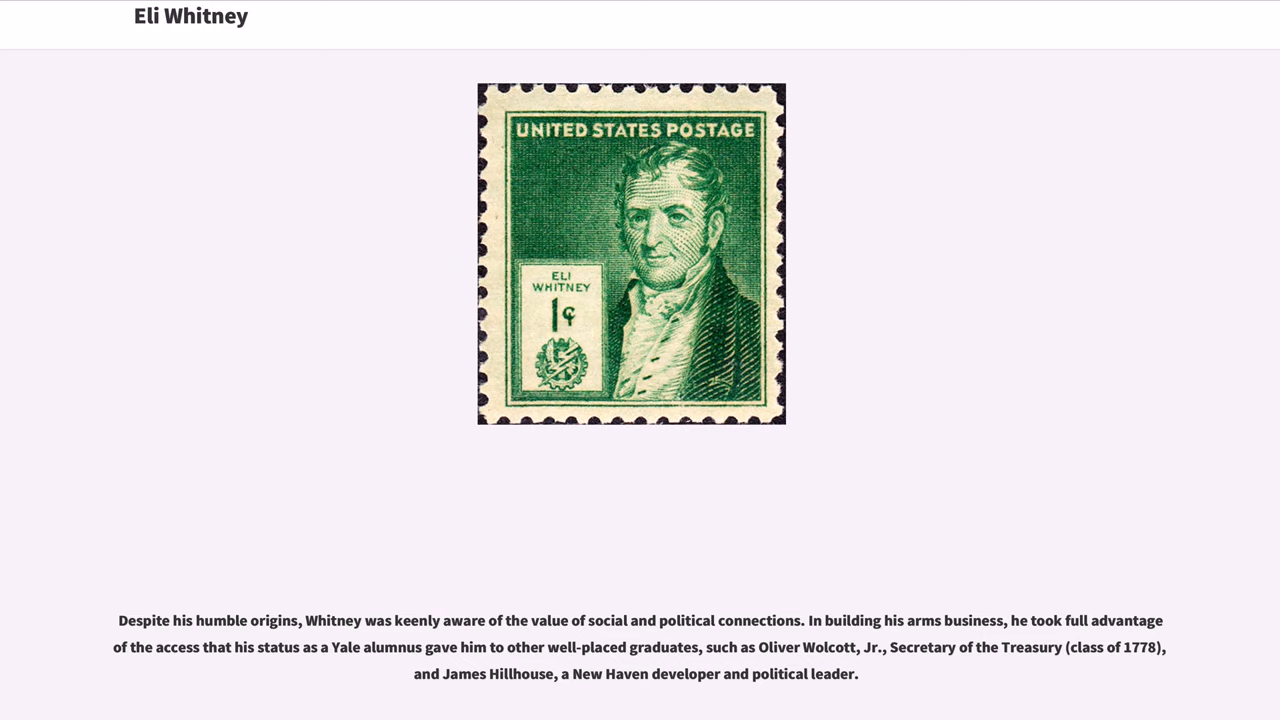 Eli Whitney
UNITED STATES POSTAGE
ELI
WHITNEY
1¢
Despite his humble origins, Whitney was keenly aware of the value of social and political connections. In building his arms business, he took full advantage
of the access that his status as a Yale alumnus gave him to other well-placed graduates, such as Oliver Wolcott, Jr., Secretary of the Treasury (class of 1778),
and James Hillhouse, a New Haven developer and political leader.